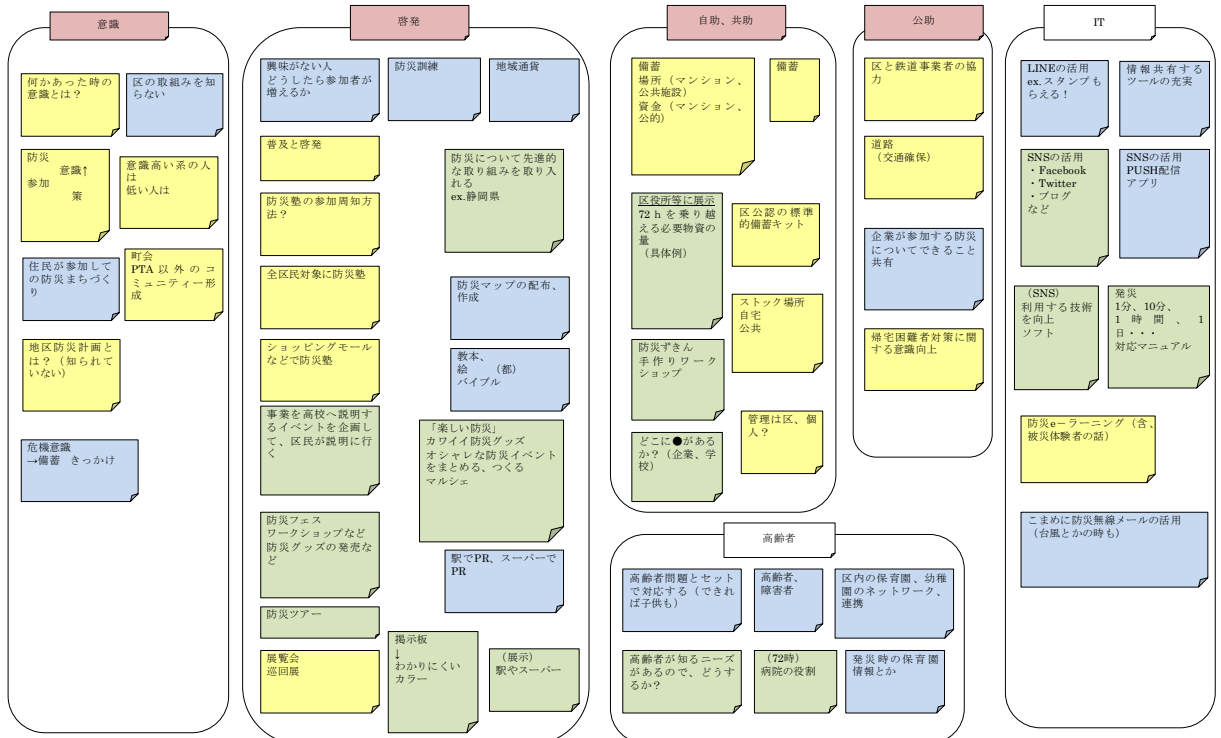 意識
何かあった時の
意識とは？
区の取組みを知
らない
防災
意識↑
参加
策
意識高い系の人
は
低い人は
住民が参加して
の防災まちづく
り
町会
PTA 以外のコ
ミュニティー形
成
地区防災計画と
は？（知られて
いない）
危機意識
→備蓄　きっかけ
啓発
興味がない人
どうしたら参加者が
増えるか
防災訓練
地域通貨
普及と啓発
防災について先進的
な取り組みを取り入
れる
ex.静岡県
防災塾の参加周知方
法？
全区民対象に防災塾
防災マップの配布、
作成
ショッピングモール
などで防災塾
教本、
絵　　（都）
バイブル
事業を高校へ説明す
るイベントを企画し
て、区民が説明に行
く
「楽しい防災」
カワイイ防災グッズ
オシャレな防災イベント
をまとめる、つくる
マルシェ
防災フェス
ワークショップなど
防災グッズの発売な
ど
駅でPR、スーパーで
PR
防災ツアー
掲示板
↓
わかりにくい
カラー
（展示）
駅やスーパー
展覧会
巡回展
自助、共助
備蓄
場所（マンション、
公共施設）
資金（マンション、
公的）
備蓄
区役所等に展示
72ｈを乗り越
える必要物資の
量
（具体例）
区公認の標準
的備蓄キット
ストック場所
自宅
公共
防災ずきん
手作りワーク
ショップ
管理は区、個
人？
どこに●がある
か？（企業、学
校）
高齢者
高齢者問題とセット
で対応する（できれ
ば子供も）
高齢者、
障害者
区内の保育園、幼稚
園のネットワーク、
連携
高齢者が知るニーズ
があるので、どうす
るか？
（72時）
病院の役割
発災時の保育園
情報とか
公助
区と鉄道事業者の協
力
道路
（交通確保）
企業が参加する防災
についてできること
共有
帰宅困難者対策に関
する意識向上
IT
LINEの活用
ex.スタンプも
らえる！
情報共有する
ツールの充実
SNSの活用
・Facebook
・Twitter
・ブログ
など
SNSの活用
PUSH配信
アプリ
（SNS）
利用する技術
を向上
ソフト
発災
1分、10分、
1 時 間 、 1
日・・・
対応マニュアル
防災e－ラーニング（含、
被災体験者の話）
こまめに防災無線メールの活用
（台風とかの時も）